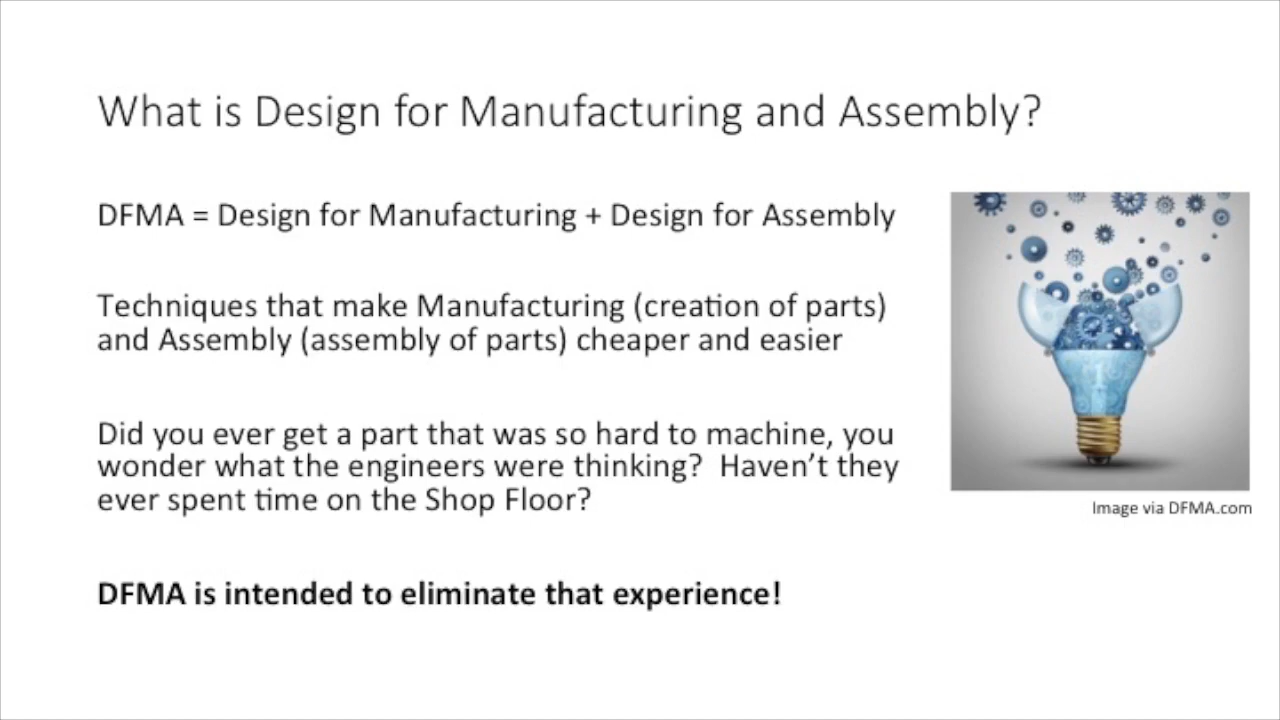 What is Design for Manufacturing and Assembly?
DFMA = Design for Manufacturing + Design for Assembly
Techniques that make Manufacturing (creation of parts)
and Assembly (assembly of parts) cheaper and easier
Did you ever get a part that was so hard to machine, you
wonder what the engineers were thinking?  Haven’t they
ever spent time on the Shop Floor?
Image via DFMA.com
DFMA is intended to eliminate that experience!